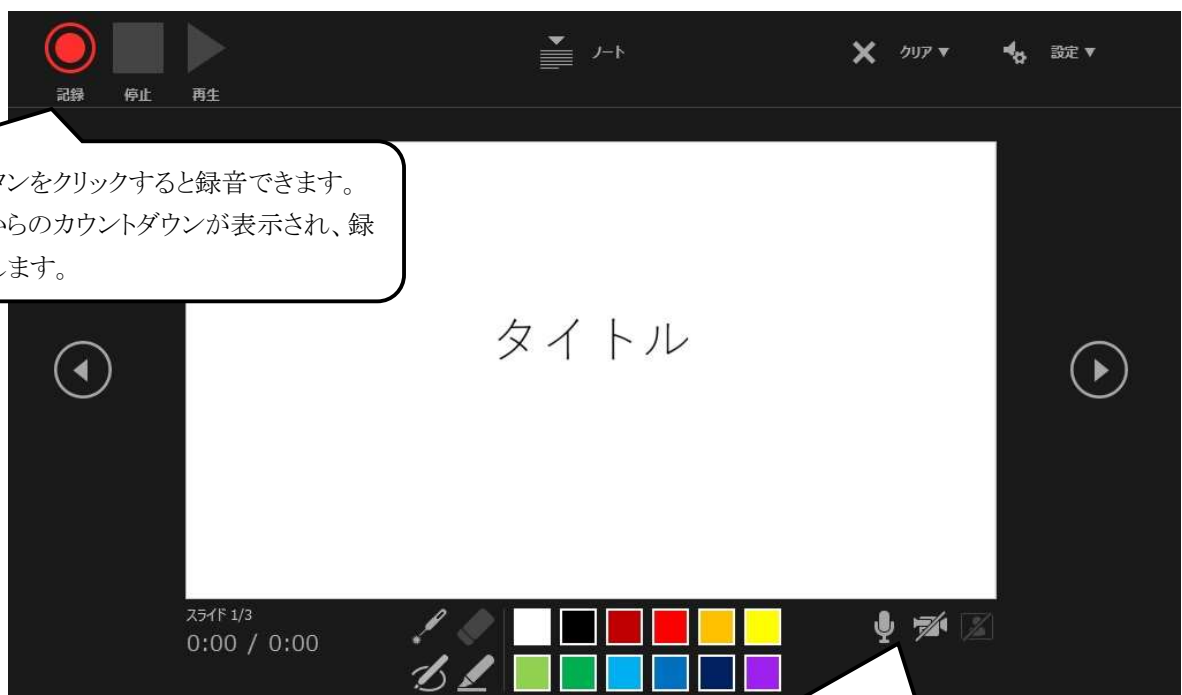 記録 停止 再生
ノート
クリア▼
設定▼
タンをクリックすると録音できます。
からのカウントダウンが表示され、録
します。
タイトル
スライド 1/3
0:00 / 0:00